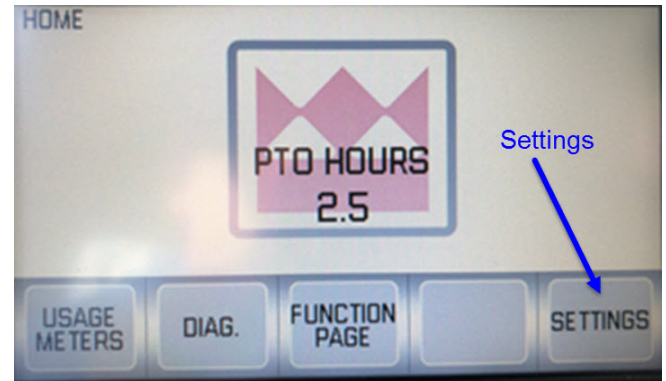 HOME
PTO HOURS
2.5
Settings
USAGE
METERS
DIAG.
FUNCTION
PAGE
SETTINGS